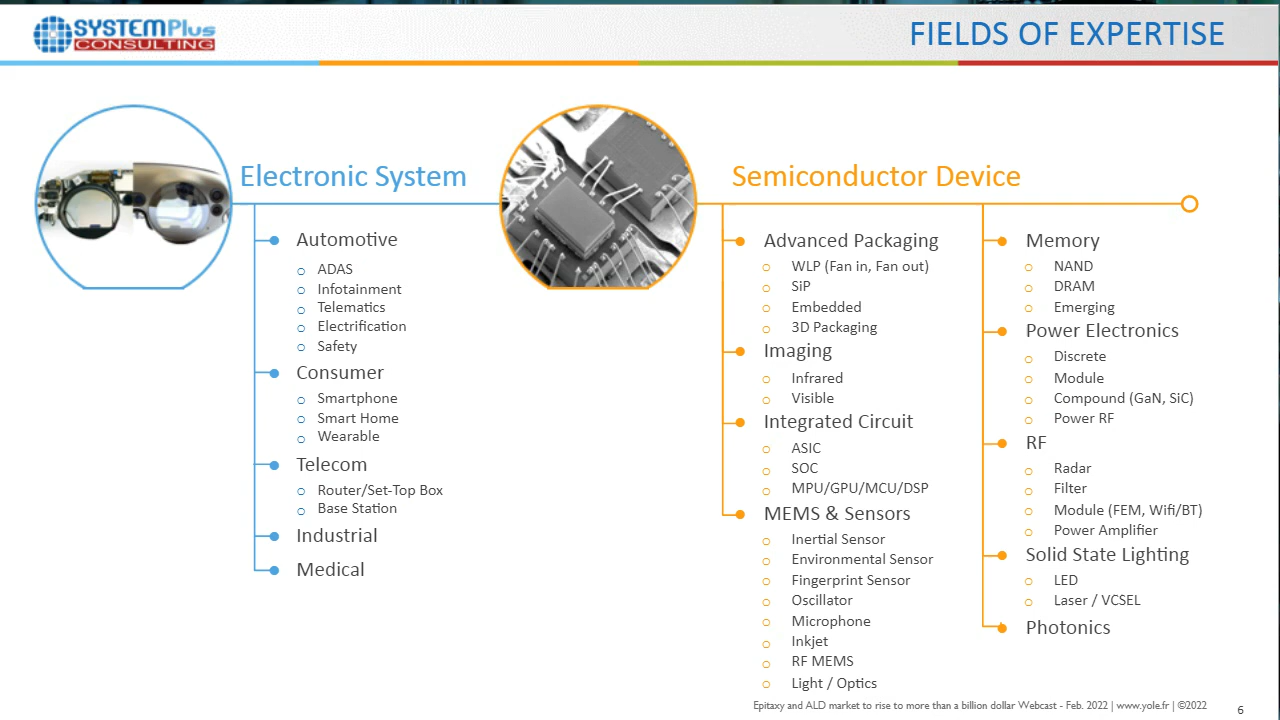 SYSTEMPlus
CONSULTING
FIELDS OF EXPERTISE
Electronic System
Automotive
ADAS
Infotainment
Telematics
Electrification
Safety
Consumer
Smartphone
Smart Home
Wearable
Telecom
Router/Set-Top Box
Base Station
Industrial
Medical
Semiconductor Device
Advanced Packaging
WLP (Fan in, Fan out)
SiP
Embedded
3D Packaging
Imaging
Infrared
Visible
Integrated Circuit
ASIC
SOC
MPU/GPU/MCU/DSP
MEMS & Sensors
Inertial Sensor
Environmental Sensor
Fingerprint Sensor
Oscillator
Microphone
Inkjet
RF MEMS
Light / Optics
Memory
NAND
DRAM
Emerging
Power Electronics
Discrete
Module
Compound (GaN, SiC)
Power RF
RF
Radar
Filter
Module (FEM, Wifi/BT)
Power Amplifier
Solid State Lighting
LED
Laser / VCSEL
Photonics
Epitaxy and ALD market to rise to more than a billion dollar Webcast - Feb. 2022 | www.yole.fr | ©2022
6